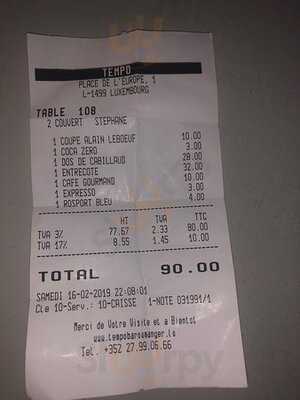 TEMPO
PLACE DE L'EUROPE, 1
L-1499 LUXEMBOURG
TABLE 108
2 COUVERT STEPHANE
1 COUPE ALAIN LEBOEUF 10.00
1 COCA ZERO 3.00
1 DOS DE CABILLAUD 28.00
1 ENTRECOTE 32.00
1 CAFE GOURMAND 10.00
1 EXPRESSO 3.00
1 ROSPORT BLEU 4.00
HT TVA TTC
TVA 3% 77.67 2.33 80.00
TVA 17% 8.55 1.45 10.00
TOTAL 90.00
SAMEDI 16-02-2019 22:08:01
Cle 10-Serv.: 10-CAISSE 1-NOTE 031991/1
Merci de Votre Visite et a Bientot
www.tempobaramanger.lu
Tel. +352 27.99.06.66